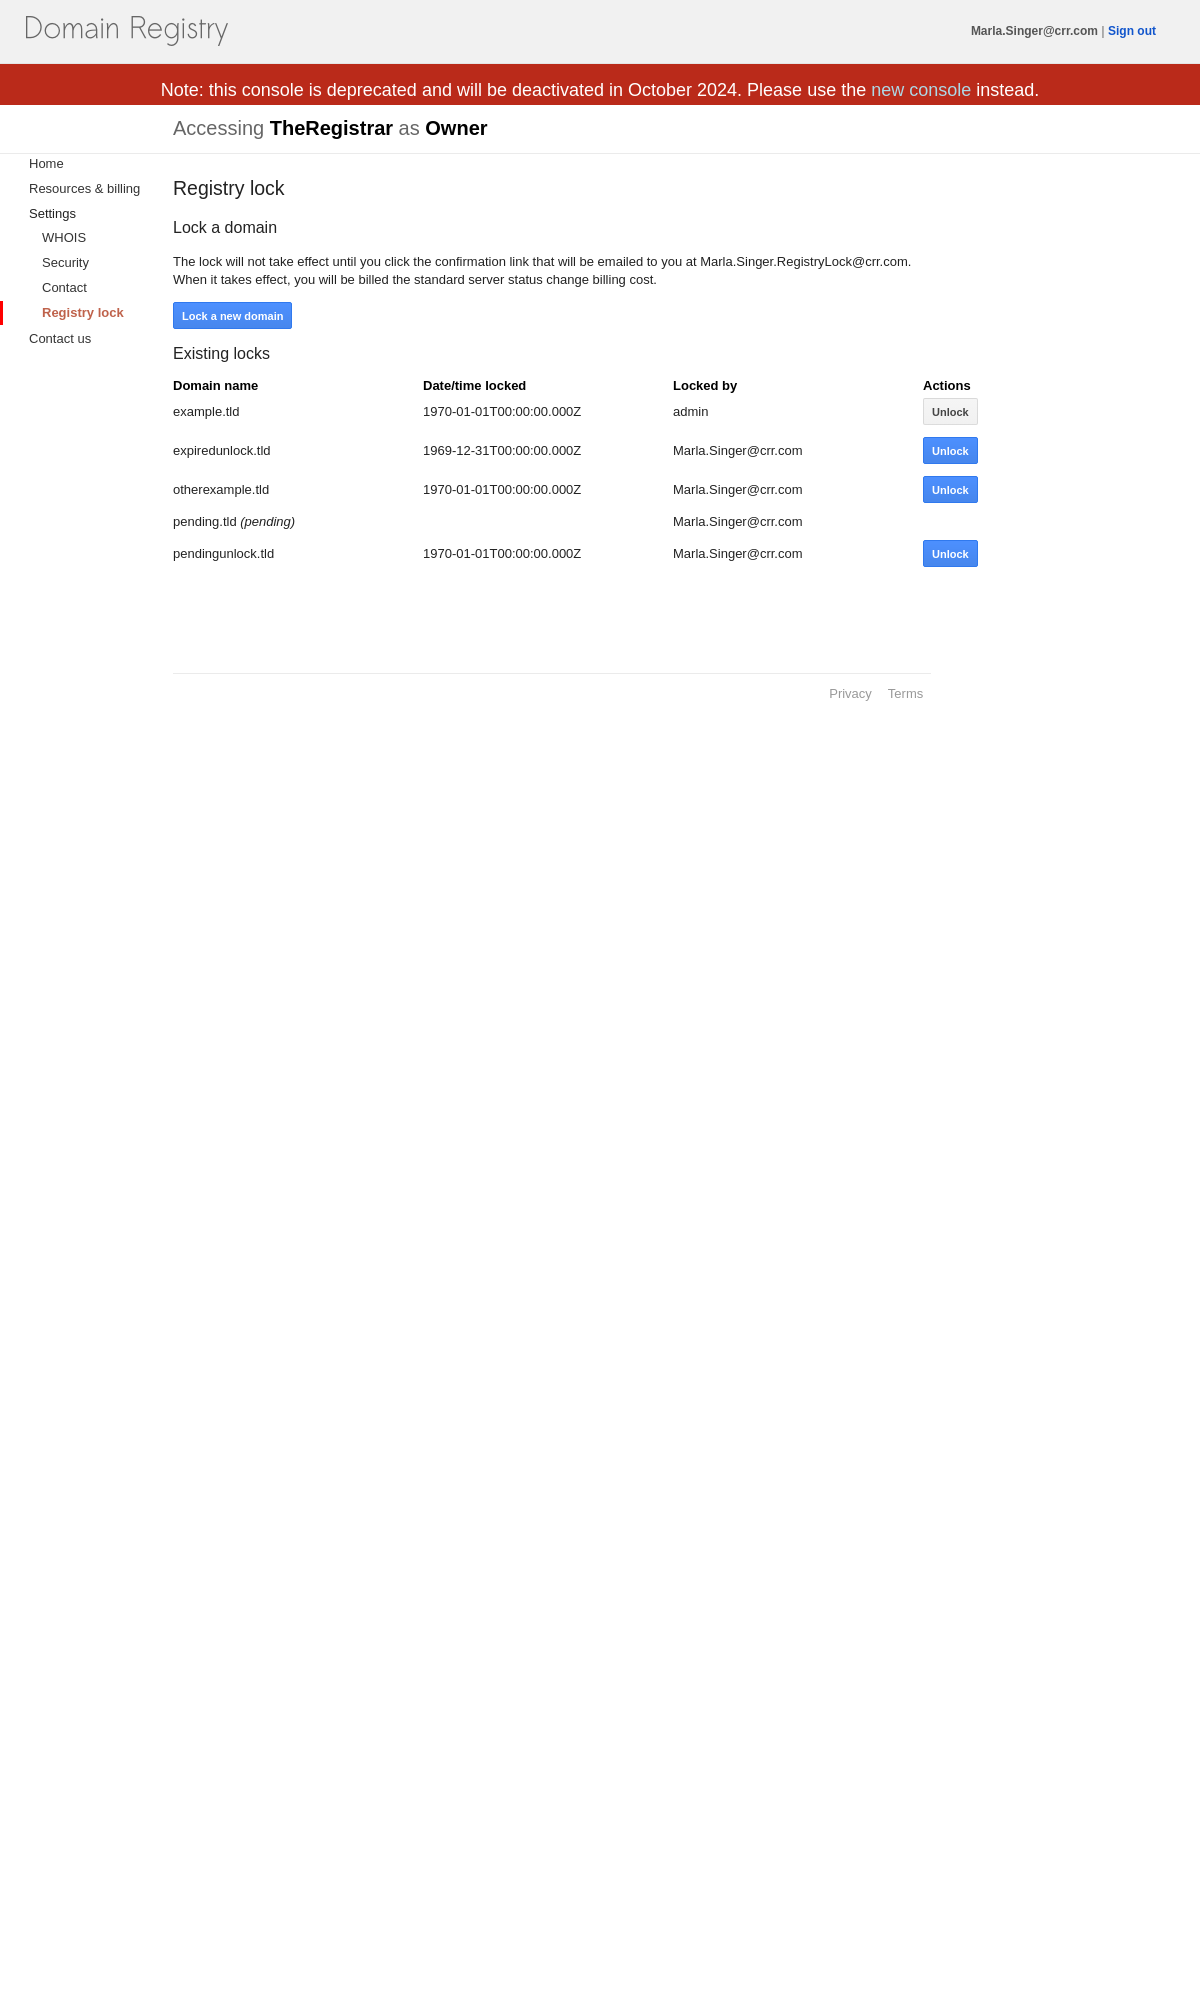 Domain Registry
Marla.Singer@crr.com | Sign out
Note: this console is deprecated and will be deactivated in October 2024. Please use the new console instead.
Accessing TheRegistrar as Owner
Home
Resources & billing
Settings
WHOIS
Security
Contact
Registry lock
Contact us
Registry lock
Lock a domain
The lock will not take effect until you click the confirmation link that will be emailed to you at Marla.Singer.RegistryLock@crr.com.
When it takes effect, you will be billed the standard server status change billing cost.
Lock a new domain
Existing locks
Domain name Date/time locked Locked by Actions
example.tld 1970-01-01T00:00:00.000Z admin Unlock
expiredunlock.tld 1969-12-31T00:00:00.000Z Marla.Singer@crr.com Unlock
otherexample.tld 1970-01-01T00:00:00.000Z Marla.Singer@crr.com Unlock
pending.tld (pending) Marla.Singer@crr.com
pendingunlock.tld 1970-01-01T00:00:00.000Z Marla.Singer@crr.com Unlock
Privacy Terms